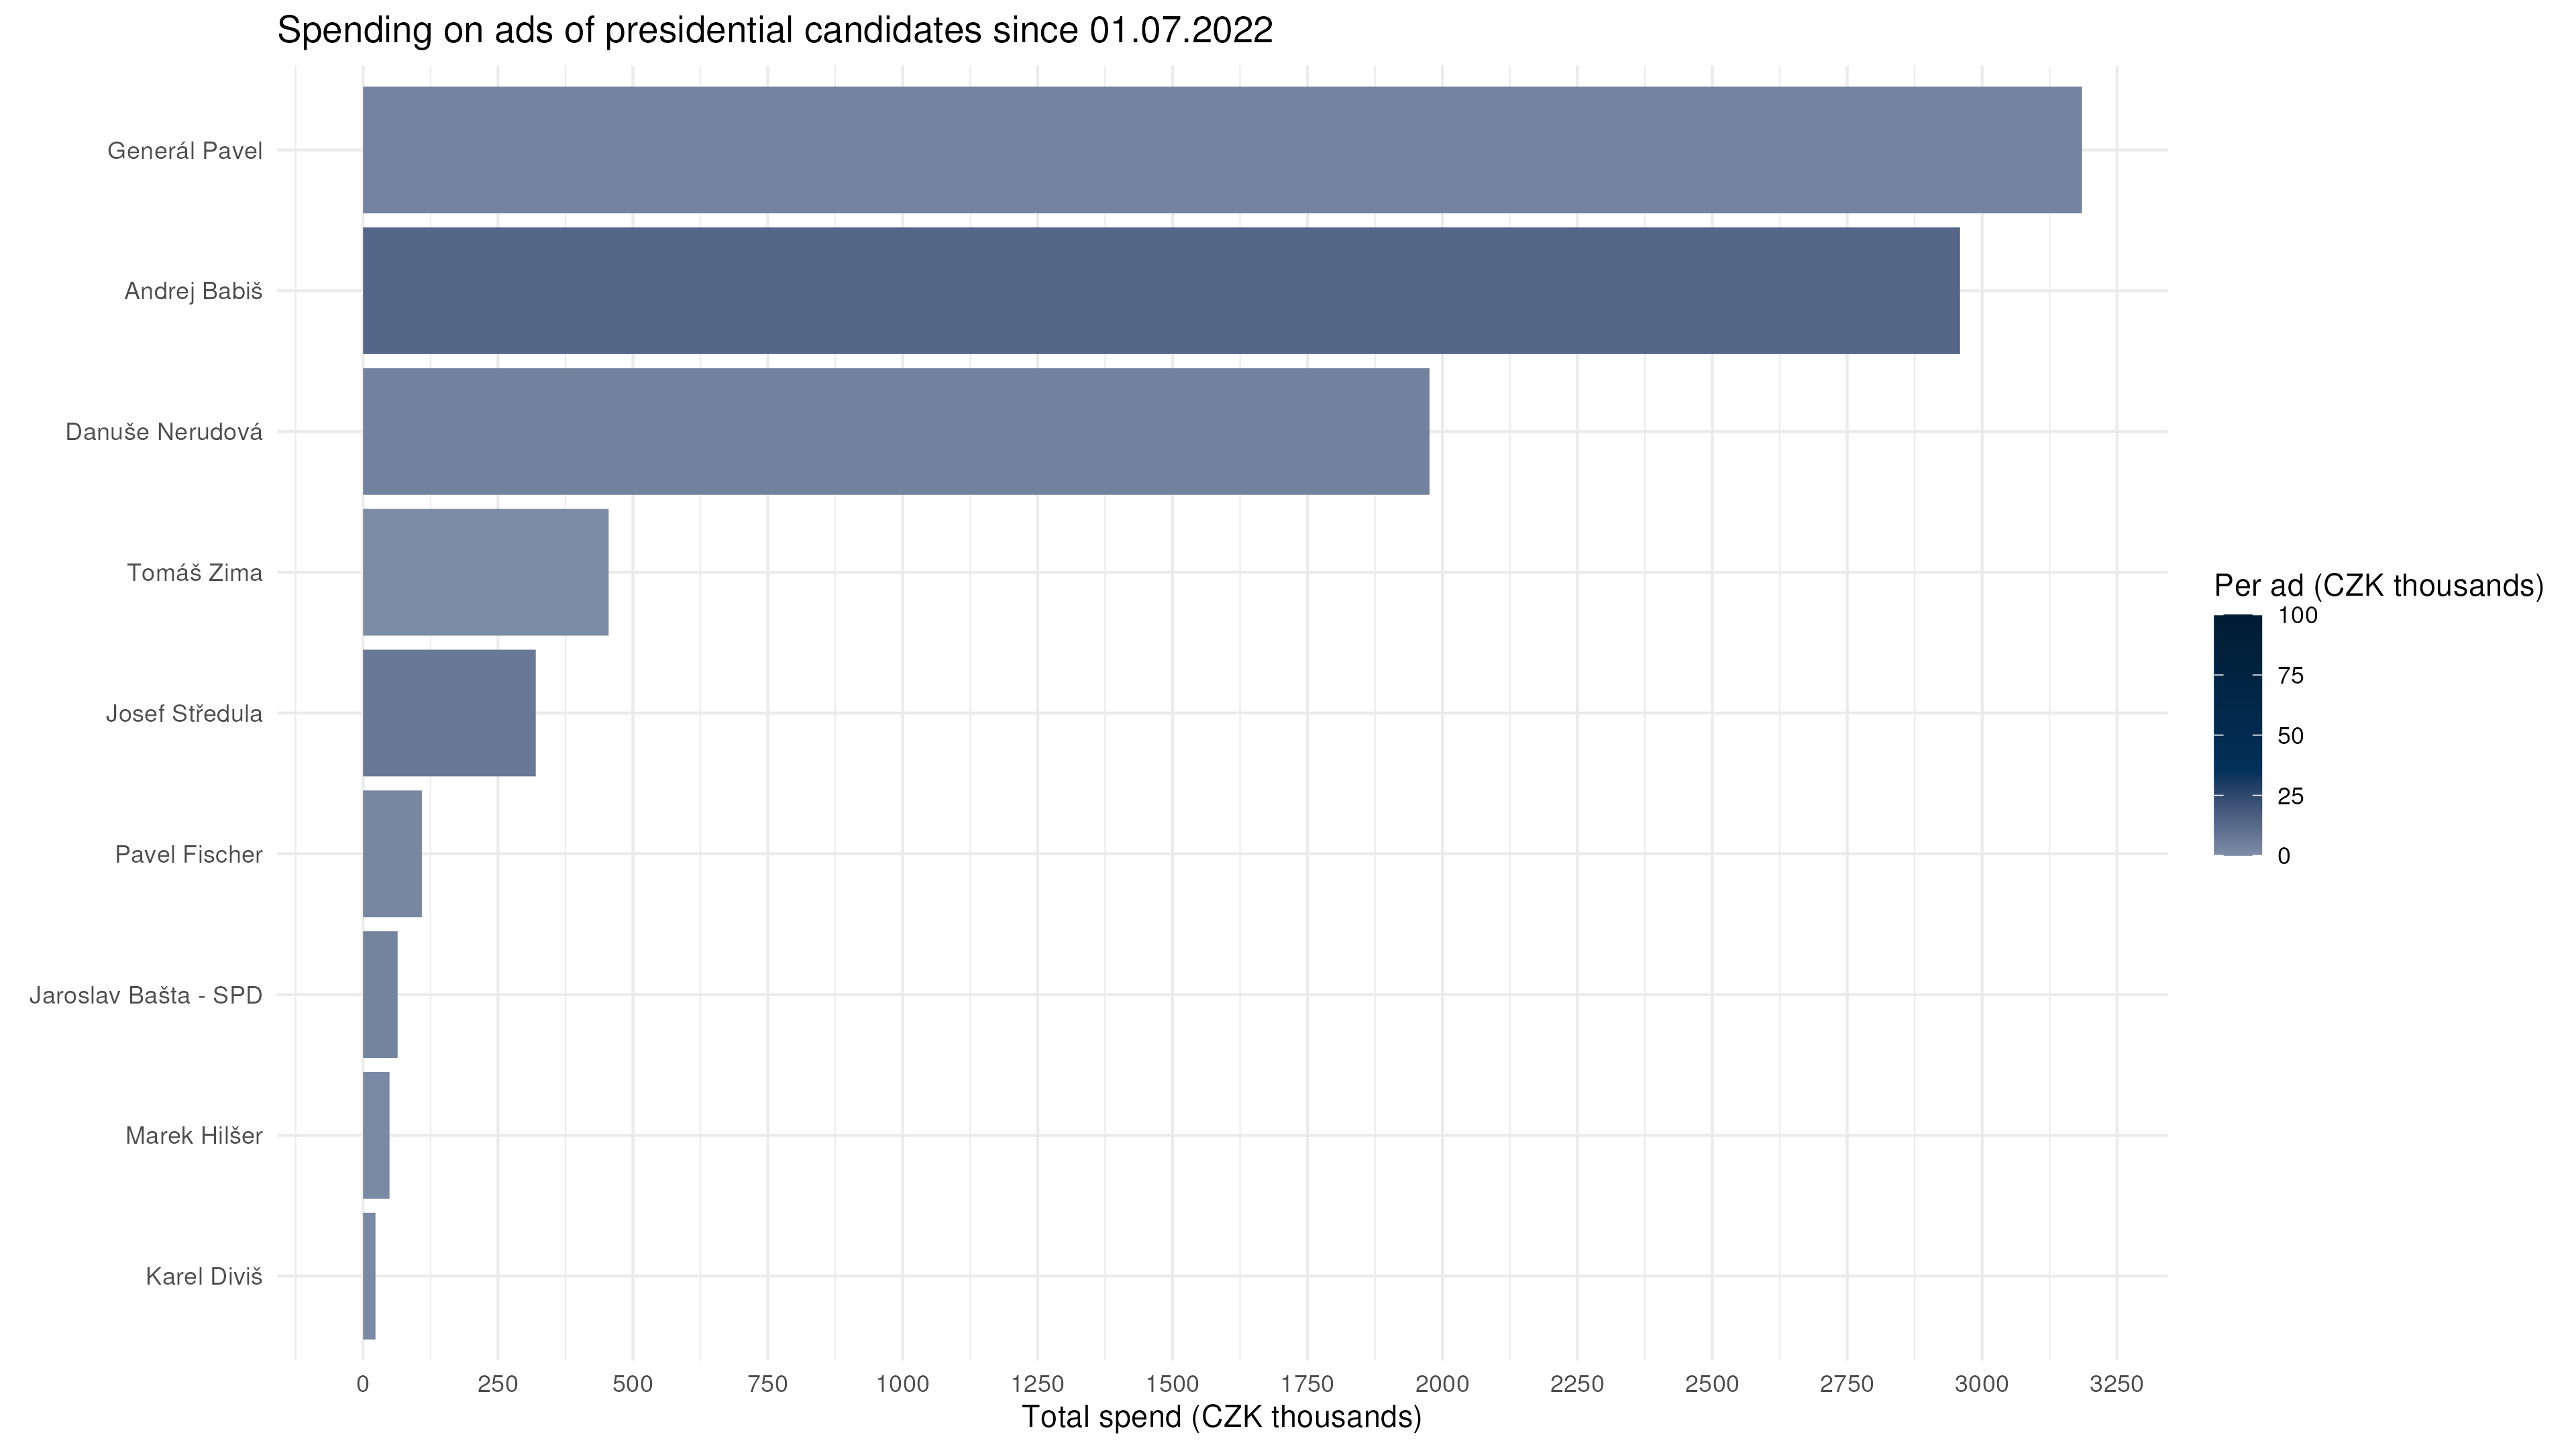 Spending on ads of presidential candidates since 01.07.2022
Generál Pavel
Andrej Babiš
Danuše Nerudová
Tomáš Zima
Josef Středula
Pavel Fischer
Jaroslav Bašta - SPD
Marek Hilšer
Karel Diviš
0 250 500 750 1000 1250 1500 1750 2000 2250 2500 2750 3000 3250
Total spend (CZK thousands)
Per ad (CZK thousands)
100
75
50
25
0